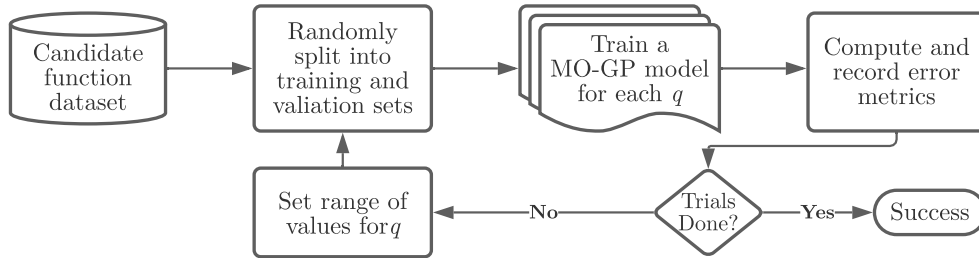 Candidate
function
dataset
Randomly
split into
training and
valiation sets
Train a
MO-GP model
for each q
Compute and
record error
metrics
Set range of
values forq
No
Trials
Done?
Yes
Success